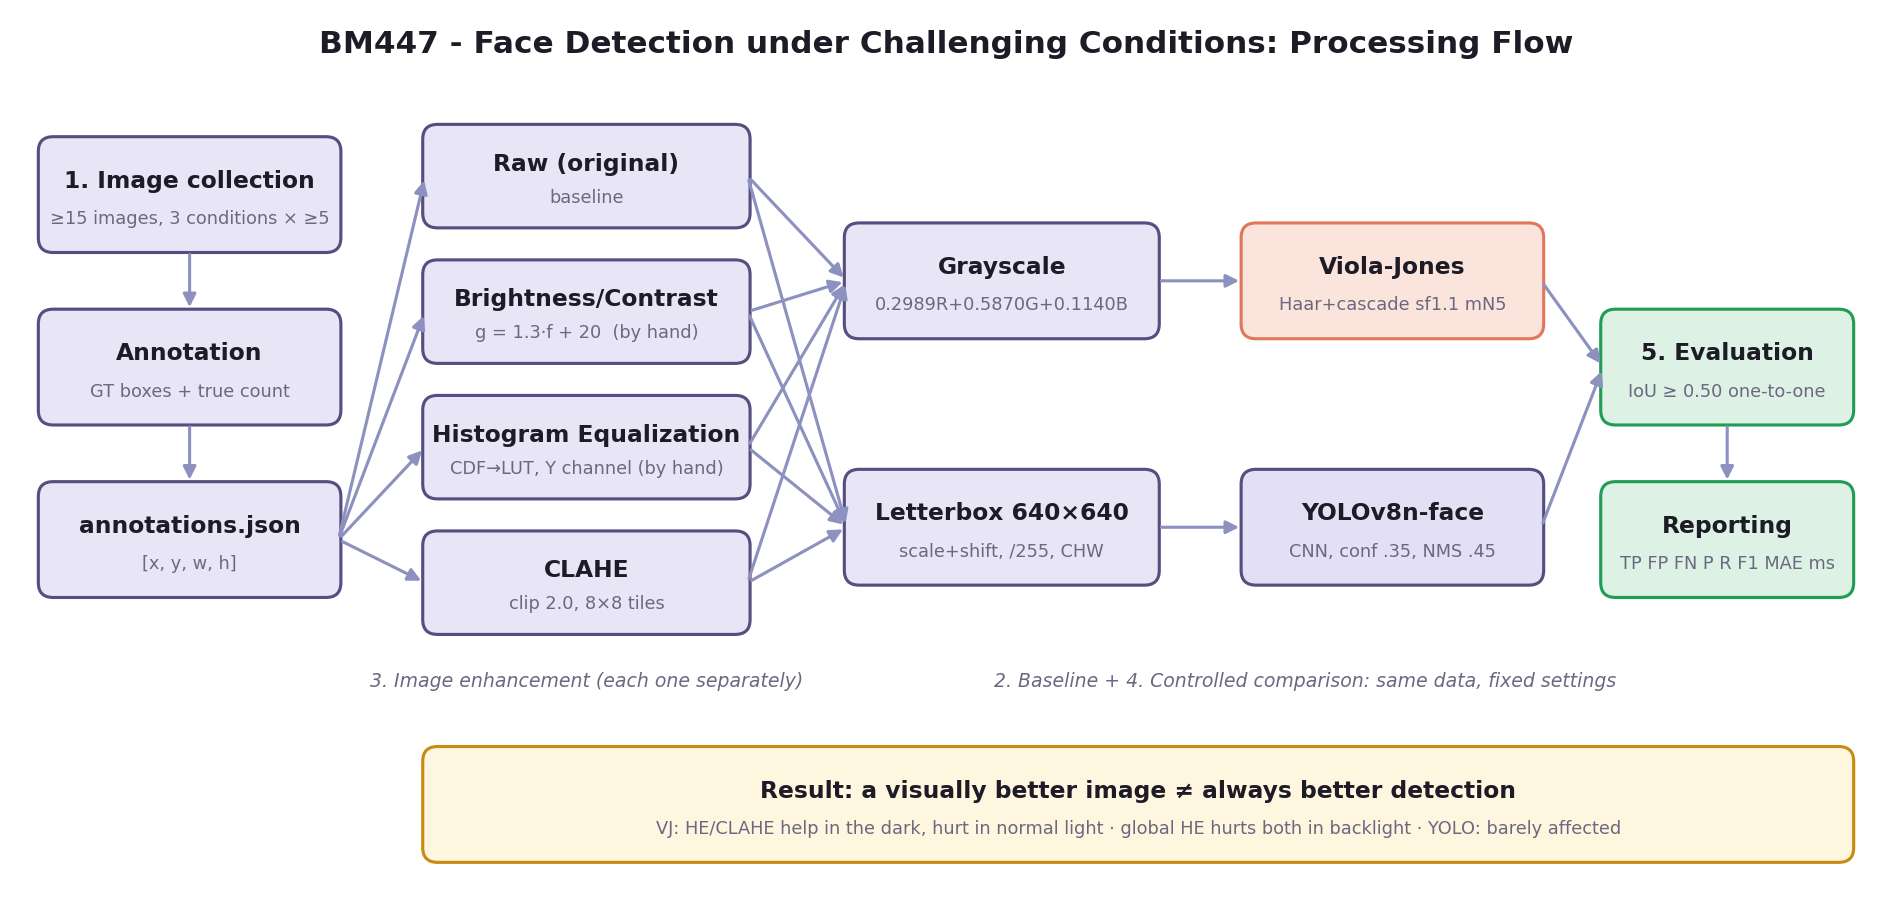 BM447 - Face Detection under Challenging Conditions: Processing Flow
1. Image collection
≥15 images, 3 conditions × ≥5
Annotation
GT boxes + true count
annotations.json
[x, y, w, h]
Raw (original)
baseline
Brightness/Contrast
g = 1.3·f + 20  (by hand)
Histogram Equalization
CDF→LUT, Y channel (by hand)
CLAHE
clip 2.0, 8×8 tiles
Grayscale
0.2989R+0.5870G+0.1140B
Letterbox 640×640
scale+shift, /255, CHW
Viola-Jones
Haar+cascade sf1.1 mN5
YOLOv8n-face
CNN, conf .35, NMS .45
5. Evaluation
IoU ≥ 0.50 one-to-one
Reporting
TP FP FN P R F1 MAE ms
3. Image enhancement (each one separately)
2. Baseline + 4. Controlled comparison: same data, fixed settings
Result: a visually better image ≠ always better detection
VJ: HE/CLAHE help in the dark, hurt in normal light · global HE hurts both in backlight · YOLO: barely affected